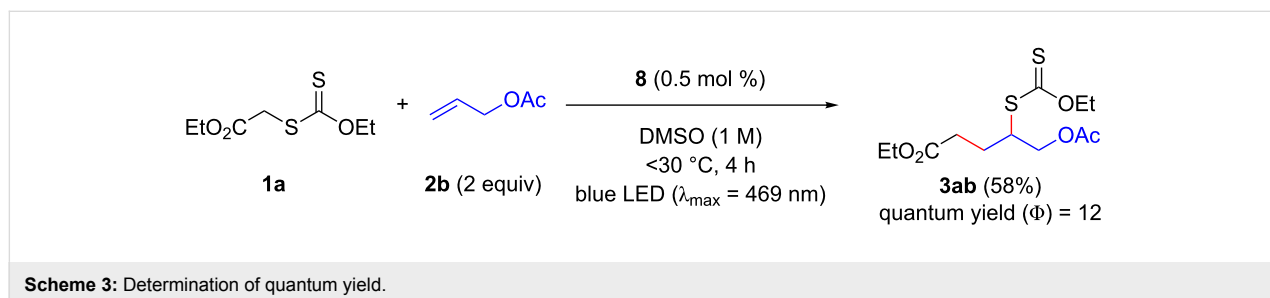 S
EtO₂C S OEt
1a
+
OAc
2b (2 equiv)
8 (0.5 mol %)
DMSO (1 M)
<30 °C, 4 h
blue LED (λmax = 469 nm)
S
S OEt
OAc
EtO₂C
3ab (58%)
quantum yield (Φ) = 12
Scheme 3: Determination of quantum yield.